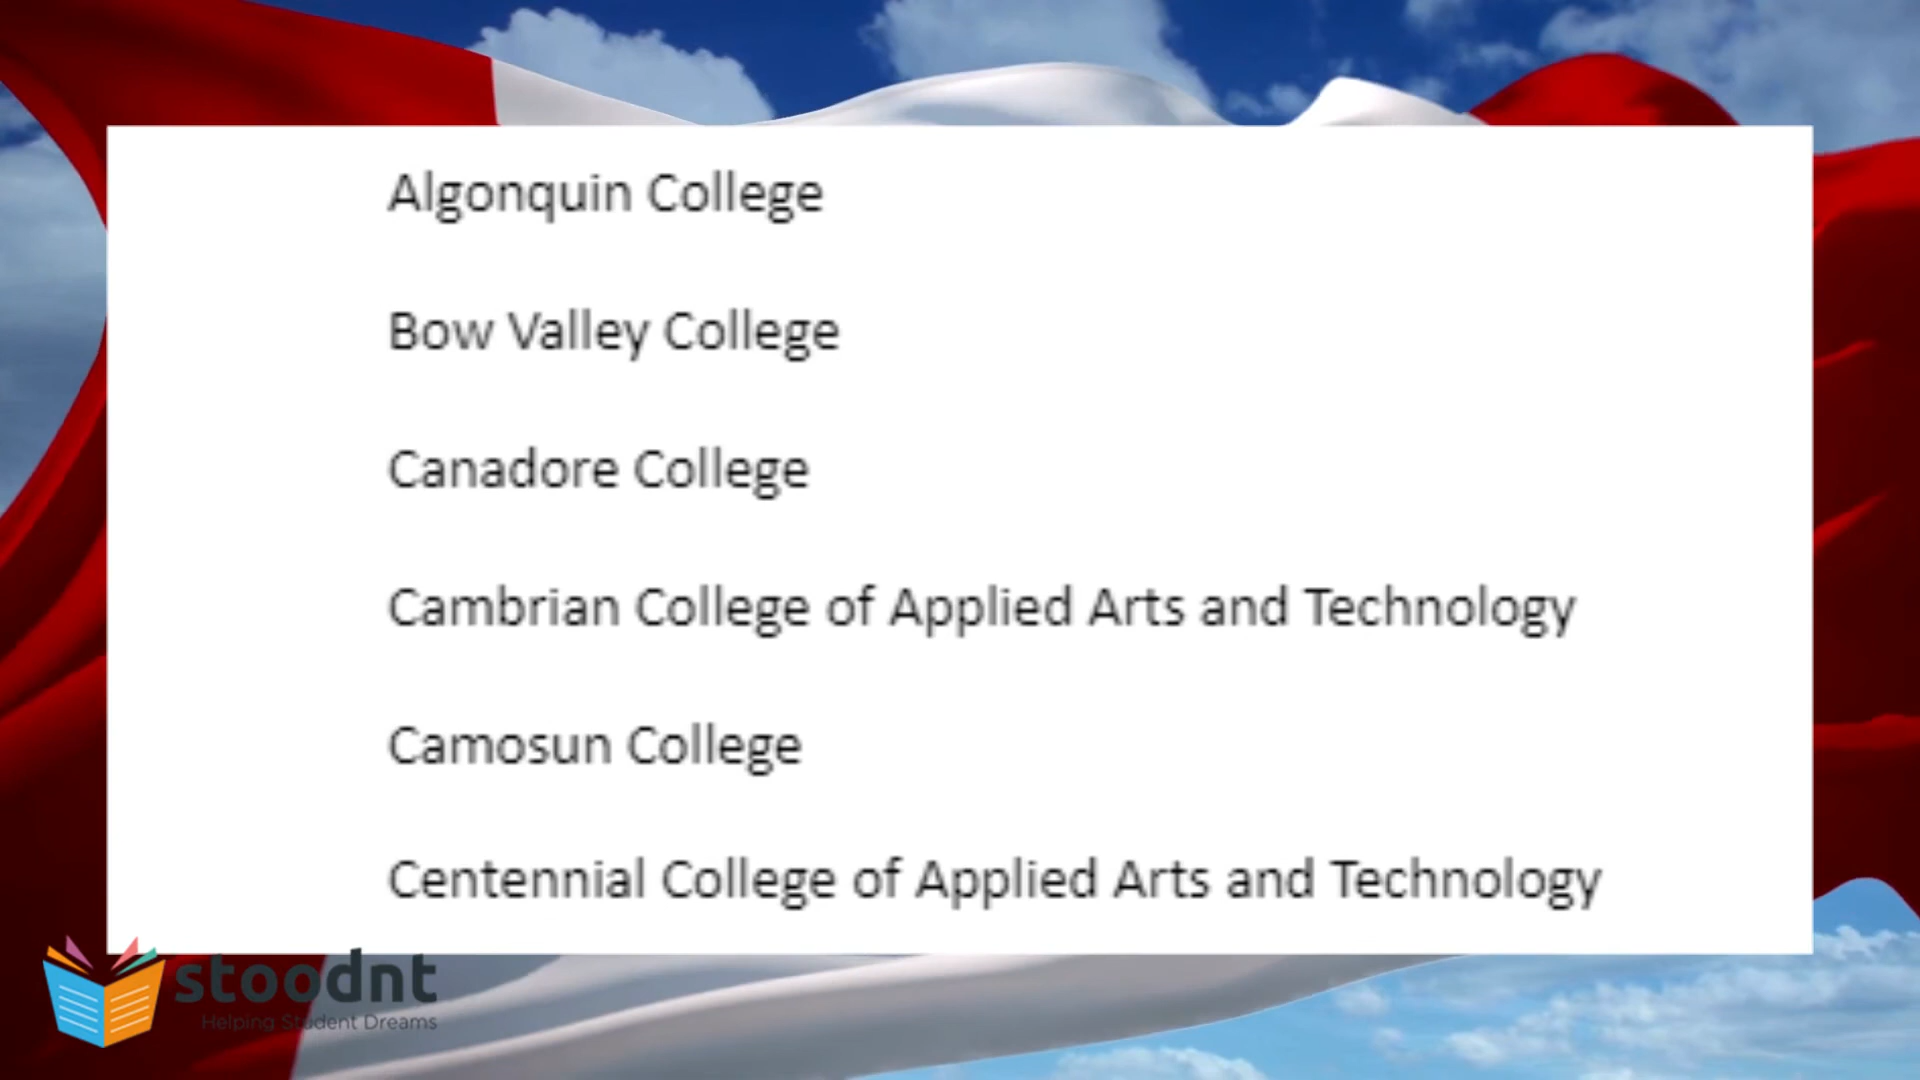 Algonquin College
Bow Valley College
Canadore College
Cambrian College of Applied Arts and Technology
Camosun College
Centennial College of Applied Arts and Technology
stoodnt
Helping Student Dreams